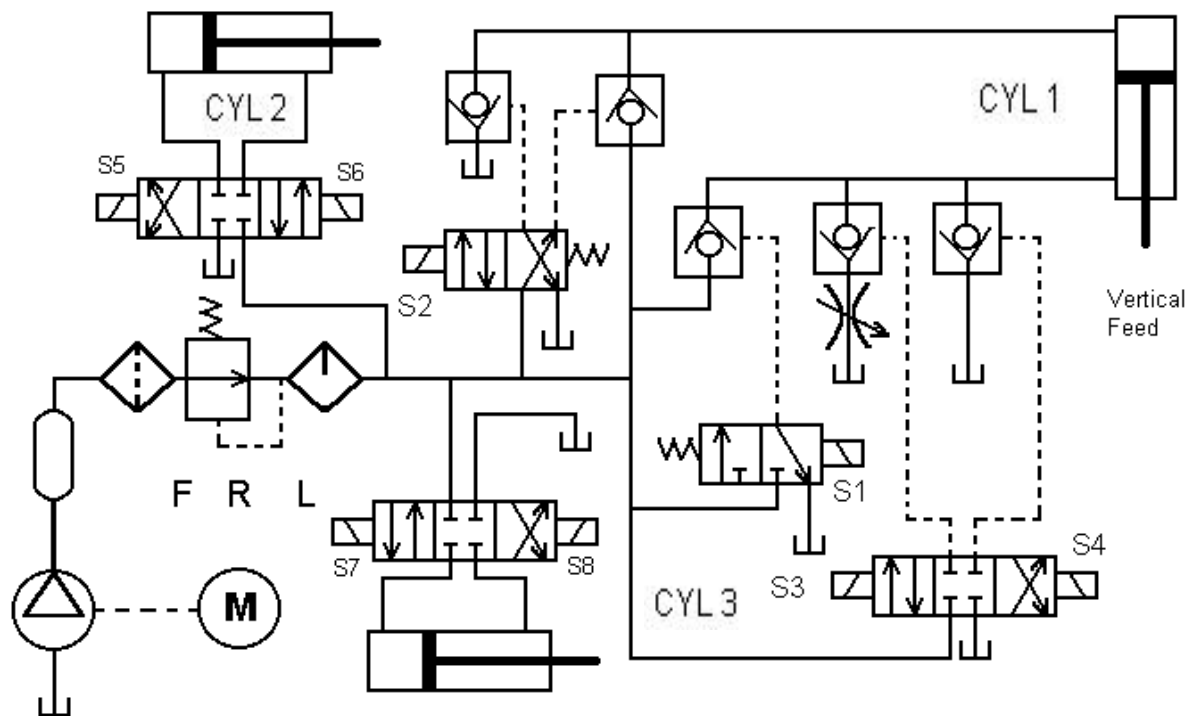 CYL 2
CYL 1
S5
S6
S2
Vertical
Feed
F R L
S1
S7
S8
S3
S4
CYL 3
M